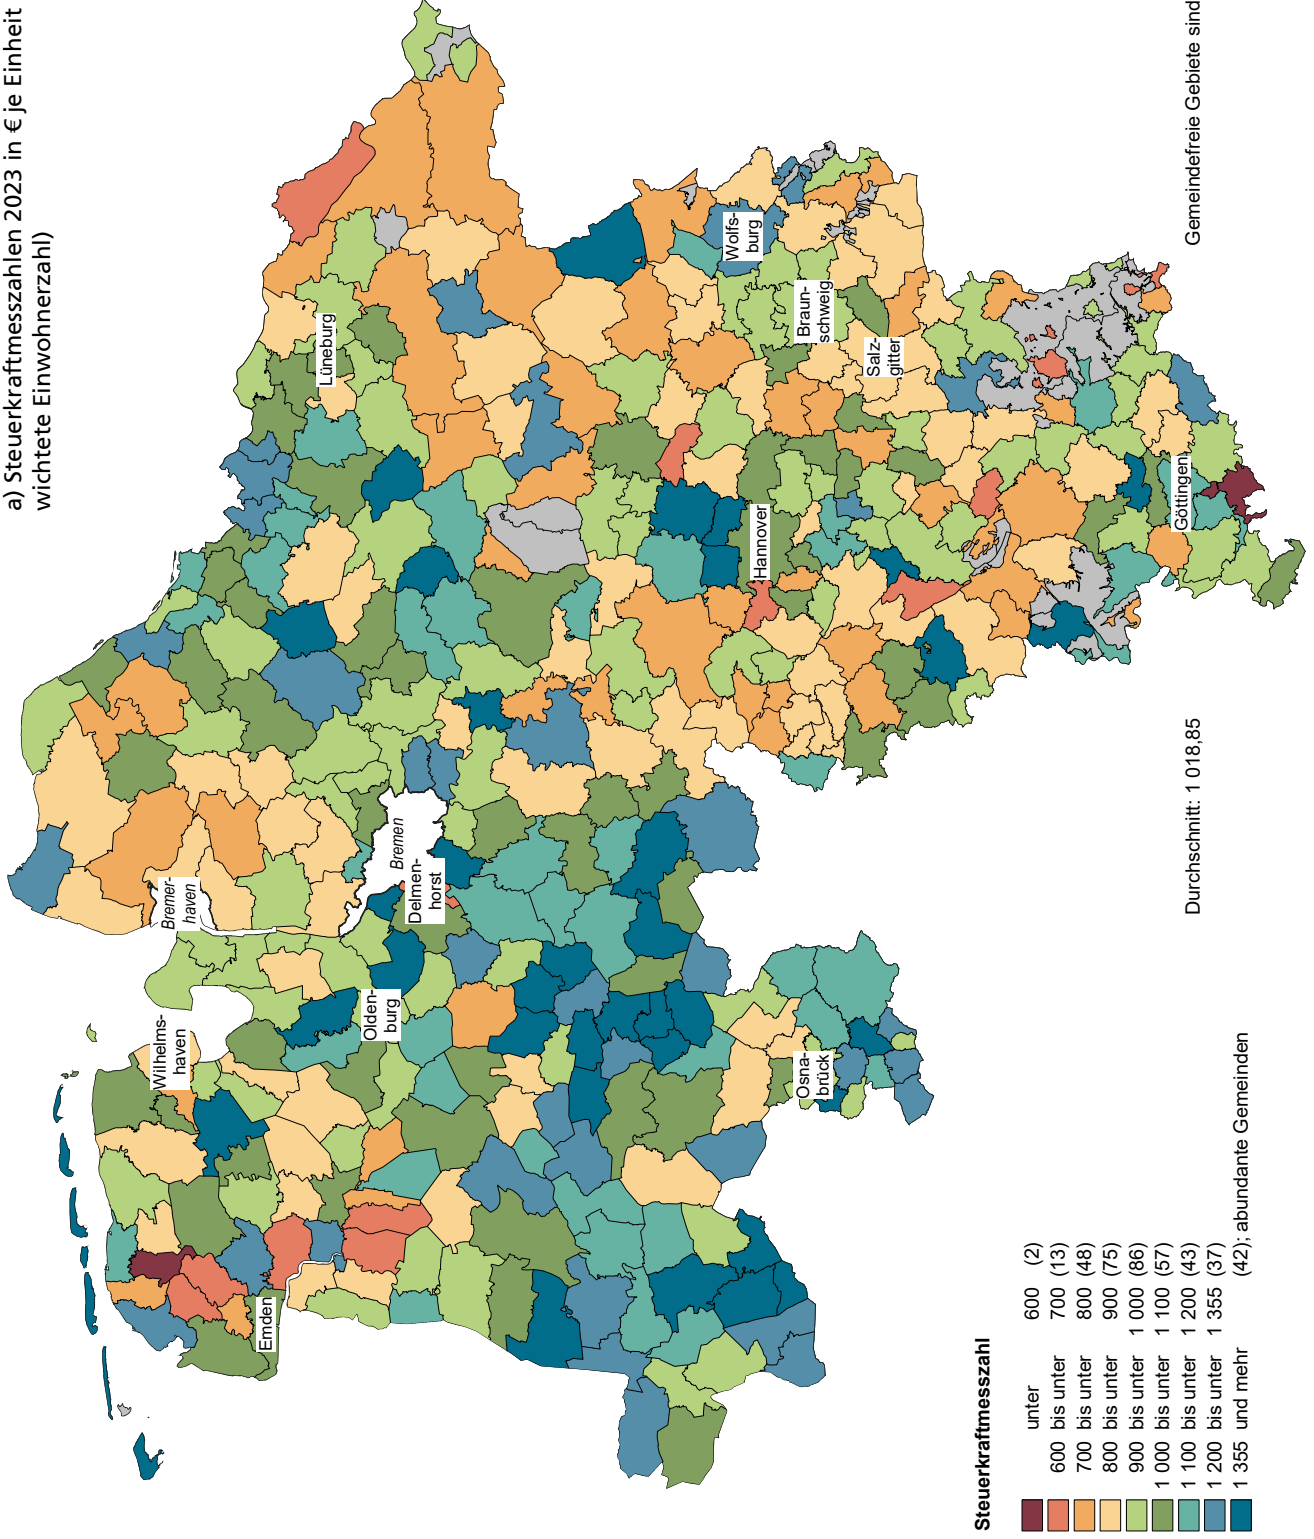 a) Steuerkraftmesszahlen 2023 in € je Einheit
wichtete Einwohnerzahl)
Lüneburg
Wolfs-
burg
Braun-
schweig
Salz-
gitter
Hannover
Göttingen
Bremer-
haven
Bremen
Delmen-
horst
Wilhelms-
haven
Olden-
burg
Emden
Osna-
brück
Steuerkraftmesszahl
unter 600 (2)
600 bis unter 700 (13)
700 bis unter 800 (48)
800 bis unter 900 (75)
900 bis unter 1 000 (86)
1 000 bis unter 1 100 (57)
1 100 bis unter 1 200 (43)
1 200 bis unter 1 355 (37)
1 355 und mehr (42); abundante Gemeinden
Durchschnitt: 1 018,85
Gemeindefreie Gebiete sind